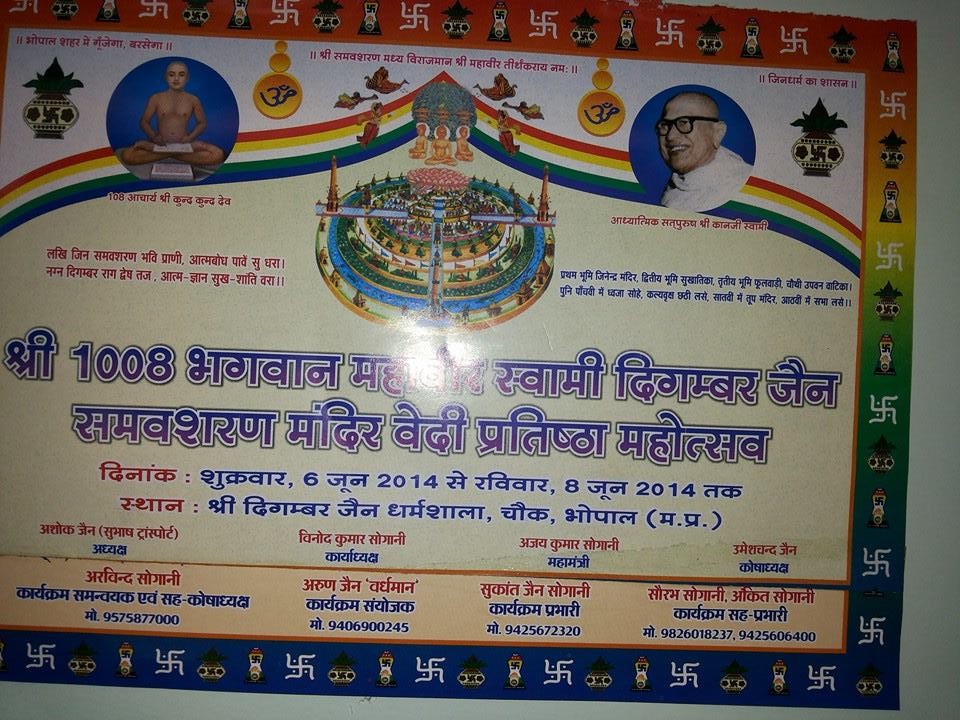 ॥ भोपाल शहर में गूँजेगा, बरसेगा ॥
॥ श्री समवशरण मध्य विराजमान श्री महावीर तीर्थंकराय नमः ॥
॥ जिनधर्म का शासन ॥
ॐ
ॐ
108 आचार्य श्री कुन्द कुन्द देव
आध्यात्मिक सत्पुरुष श्री कानजी स्वामी
लखि जिन समवशरण भवि प्राणी, आत्मबोध पावें सु धरा।
नग्न दिगम्बर राग द्वेष तज, आत्म-ज्ञान सुख-शांति वरा।।
प्रथम भूमि जिनेन्द्र मंदिर, द्वितीय भूमि सुखातिका, तृतीय भूमि फूलवाड़ी, चौथी उपवन वाटिका।
पुनि पाँचवी में ध्वजा सोहे, कल्पवृक्ष छठी लसे, सातवी में तूप मंदिर, आठवीं में सभा लसे।।
श्री 1008 भगवान महावीर स्वामी दिगम्बर जैन
समवशरण मंदिर वेदी प्रतिष्ठा महोत्सव
दिनांक : शुक्रवार, 6 जून 2014 से रविवार, 8 जून 2014 तक
स्थान : श्री दिगम्बर जैन धर्मशाला, चौक, भोपाल (म.प्र.)
अशोक जैन (सुभाष ट्रांस्पोर्ट)
अध्यक्ष
विनोद कुमार सोगानी
कार्याध्यक्ष
अजय कुमार सोगानी
महामंत्री
उमेशचन्द जैन
कोषाध्यक्ष
अरविन्द सोगानी
कार्यक्रम समन्वयक एवं सह-कोषाध्यक्ष
मो. 9575877000
अरुण जैन 'वर्धमान'
कार्यक्रम संयोजक
मो. 9406900245
सुकांत जैन सोगानी
कार्यक्रम प्रभारी
मो. 9425672320
सौरभ सोगानी, अंकित सोगानी
कार्यक्रम सह-प्रभारी
मो. 9826018237, 9425606400